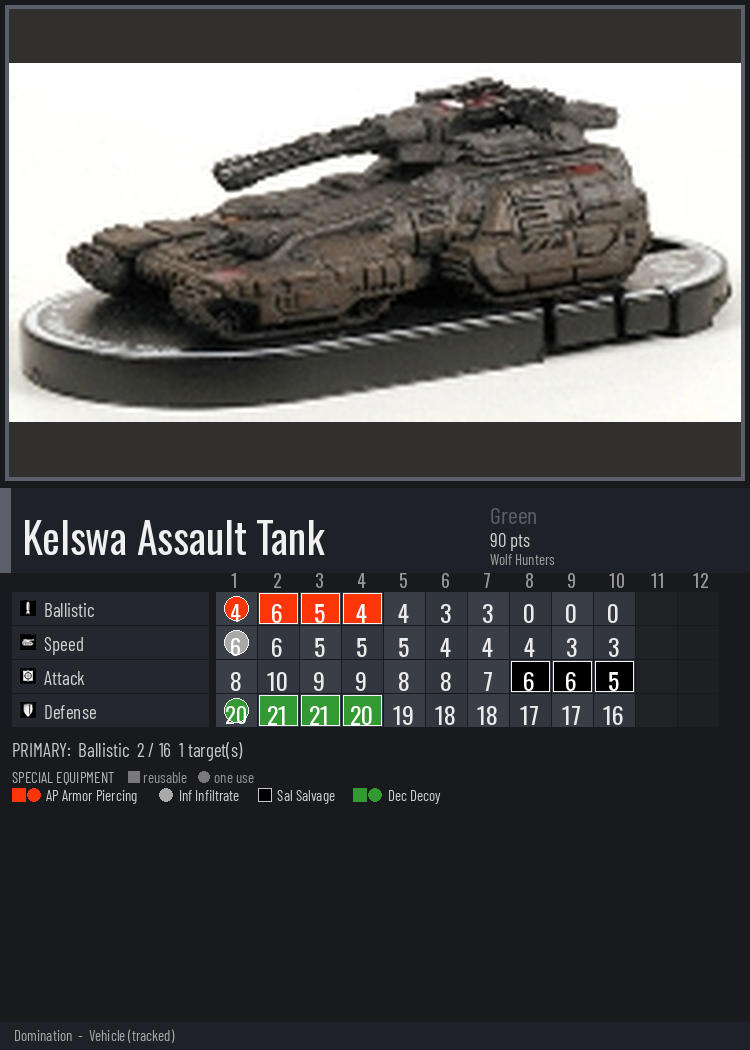 Kelswa Assault Tank
Green
90 pts
Wolf Hunters
1 2 3 4 5 6 7 8 9 10 11 12
Ballistic 4 6 5 4 4 3 3 0 0 0
Speed 6 6 5 5 5 4 4 4 3 3
Attack 8 10 9 9 8 8 7 6 6 5
Defense 20 21 21 20 19 18 18 17 17 16
PRIMARY: Ballistic 2 / 16 1 target(s)
SPECIAL EQUIPMENT reusable one use
AP Armor Piercing Inf Infiltrate Sal Salvage Dec Decoy
Domination - Vehicle (tracked)